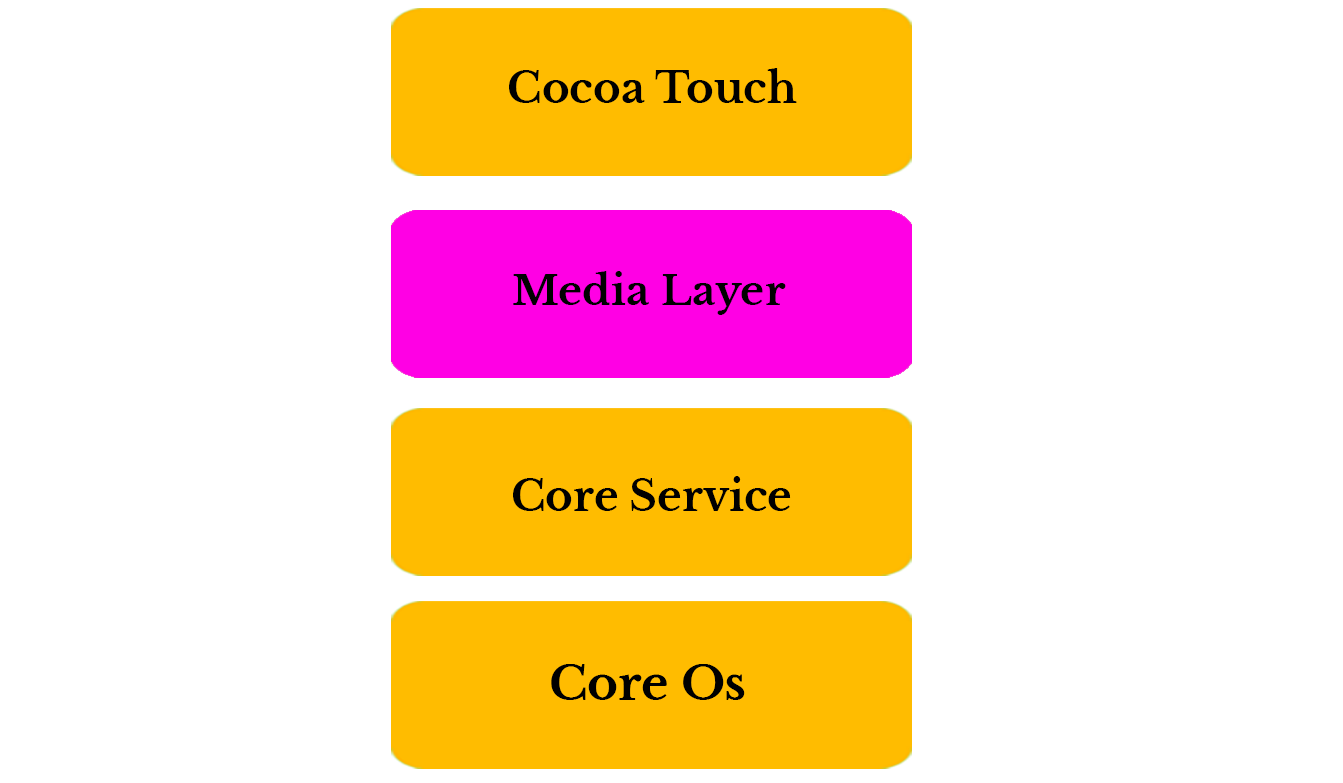 Cocoa Touch
Media Layer
Core Service
Core Os